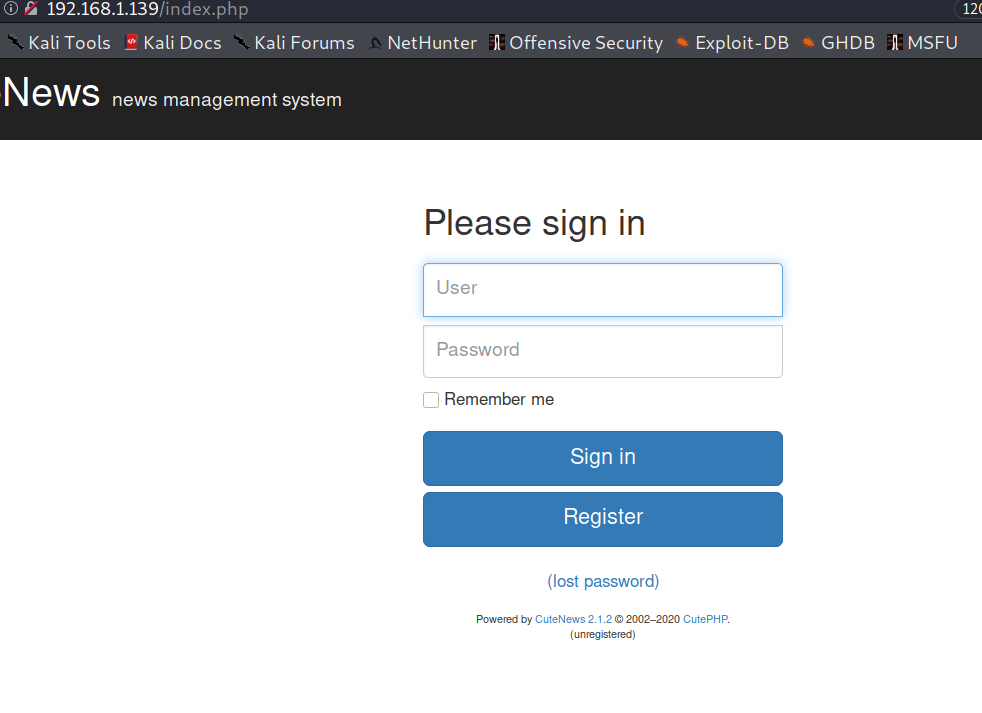 192.168.1.139/index.php 120
Kali Tools Kali Docs Kali Forums NetHunter Offensive Security Exploit-DB GHDB MSFU
eNews news management system
Please sign in
User
Password
Remember me
Sign in
Register
(lost password)
Powered by CuteNews 2.1.2 © 2002–2020 CutePHP.
(unregistered)